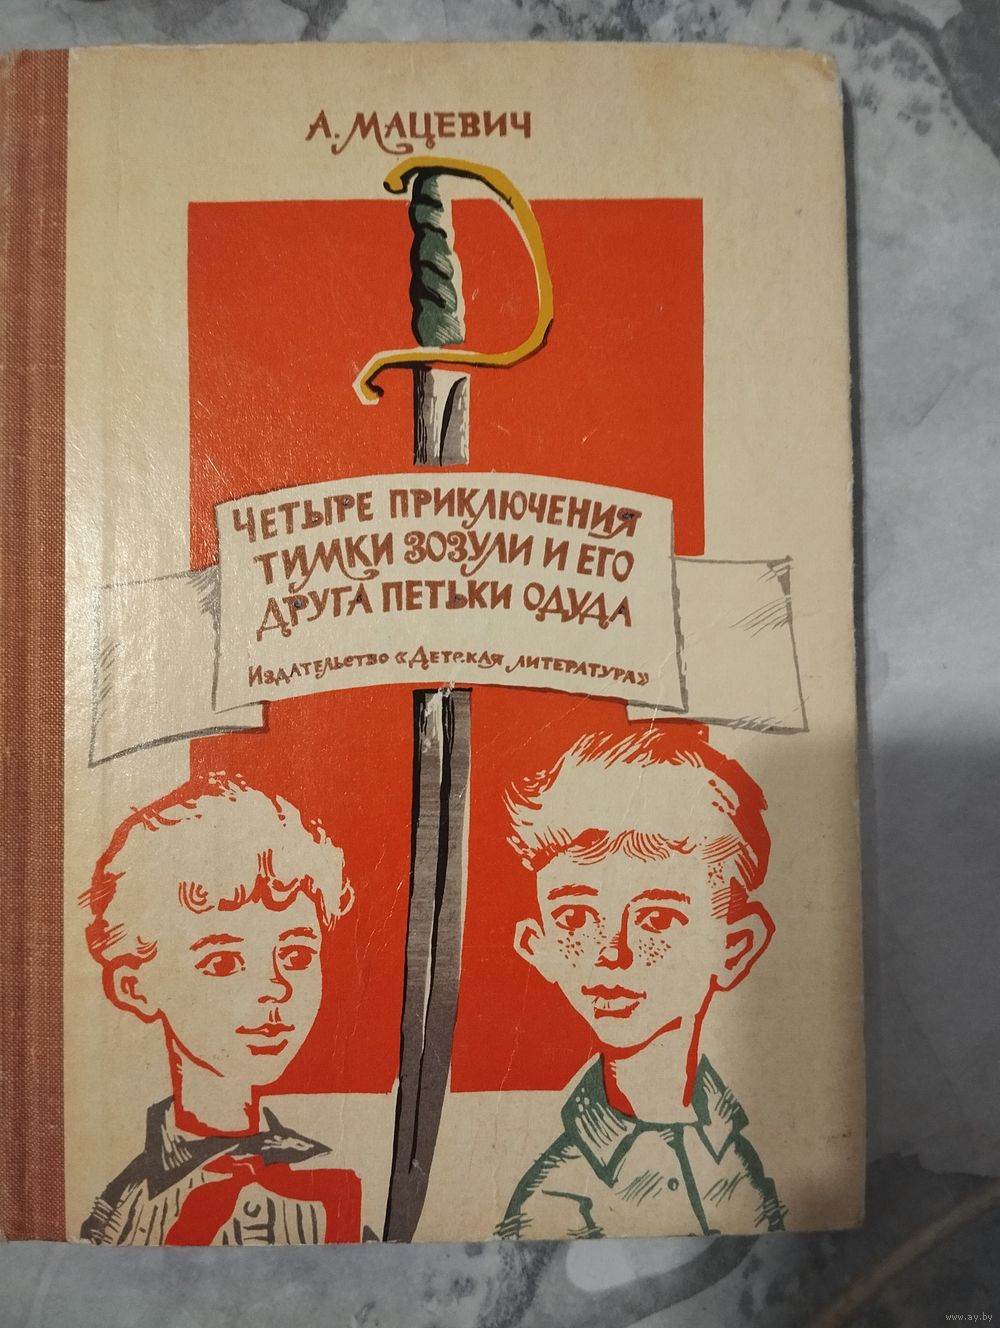 А. МАЦЕВИЧ
ЧЕТЫРЕ ПРИКЛЮЧЕНИЯ
ТИМКИ ЗОЗУЛИ И ЕГО
ДРУГА ПЕТЬКИ ОДУДА
ИЗДАТЕЛЬСТВО «ДЕТСКАЯ ЛИТЕРАТУРА»
www.ay.by